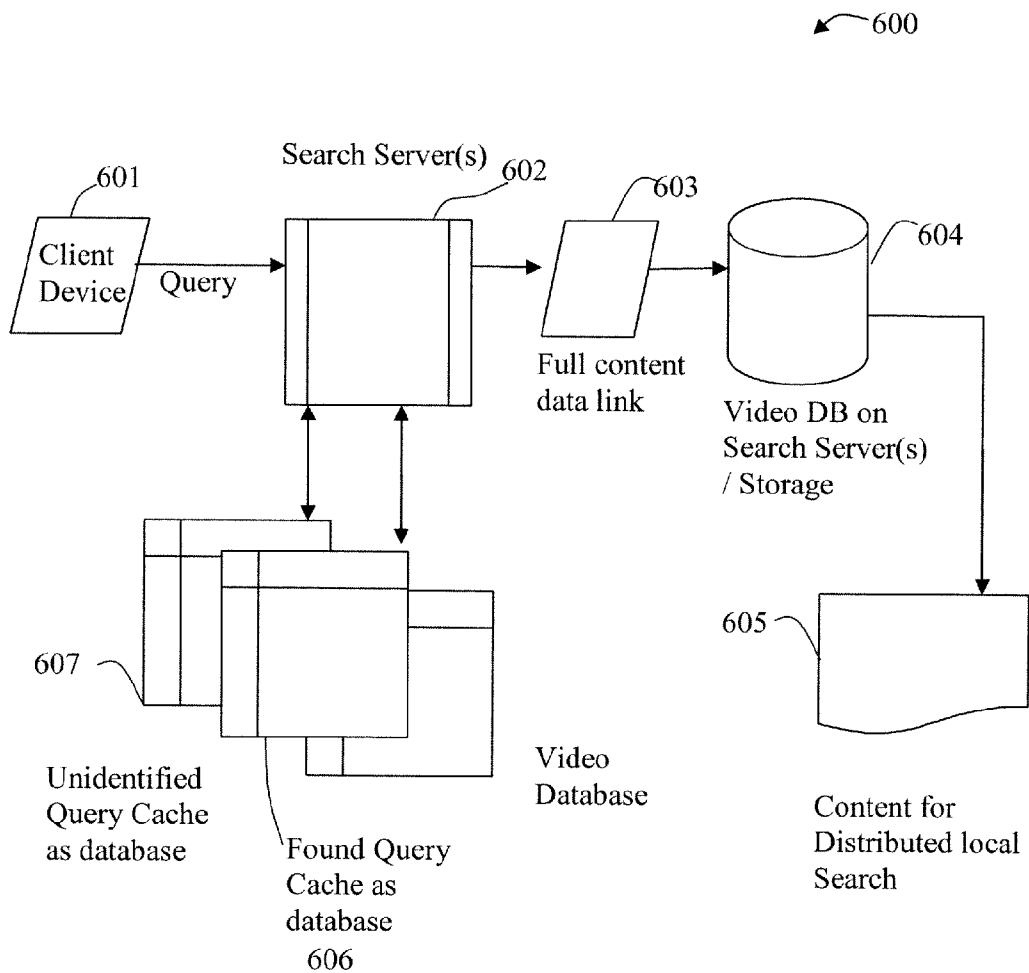 600
Search Server(s)
601
602
603
604
Client
Device
Query
Full content
data link
Video DB on
Search Server(s)
/ Storage
605
607
Unidentified
Query Cache
as database
Found Query
Cache as
database
606
Video
Database
Content for
Distributed local
Search